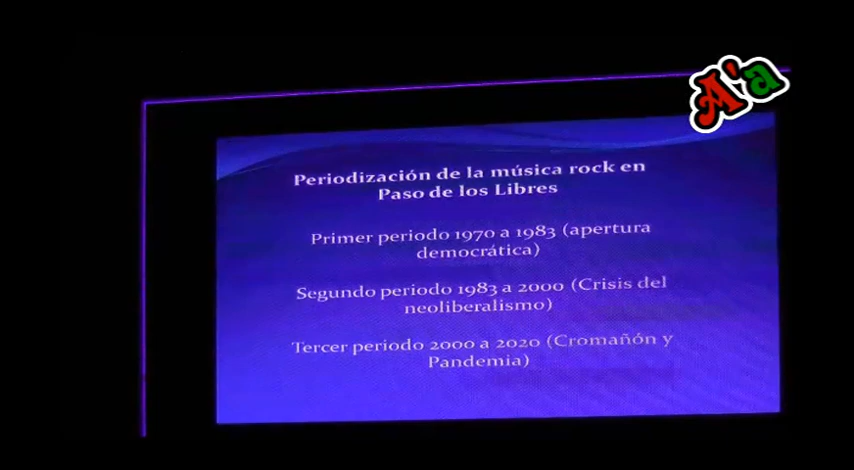 A'a
Periodización de la música rock en
Paso de los Libres
Primer periodo 1970 a 1983 (apertura
democrática)
Segundo periodo 1983 a 2000 (Crisis del
neoliberalismo)
Tercer periodo 2000 a 2020 (Cromañón y
Pandemia)